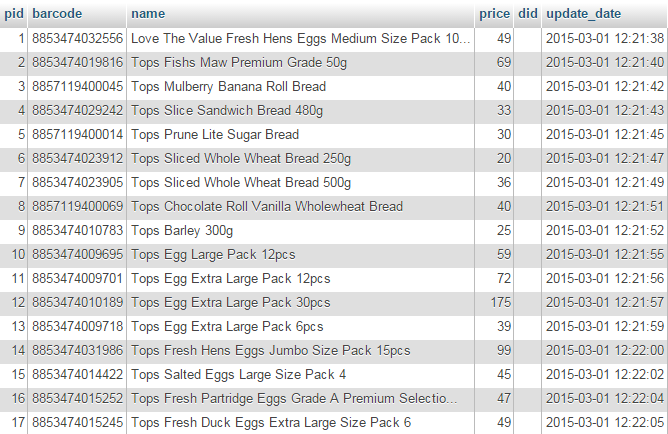 pid barcode name price did update_date
1 8853474032556 Love The Value Fresh Hens Eggs Medium Size Pack 10... 49 2015-03-01 12:21:38
2 8853474019816 Tops Fishs Maw Premium Grade 50g 69 2015-03-01 12:21:40
3 8857119400045 Tops Mulberry Banana Roll Bread 40 2015-03-01 12:21:42
4 8853474029242 Tops Slice Sandwich Bread 480g 33 2015-03-01 12:21:43
5 8857119400014 Tops Prune Lite Sugar Bread 30 2015-03-01 12:21:45
6 8853474023912 Tops Sliced Whole Wheat Bread 250g 20 2015-03-01 12:21:47
7 8853474023905 Tops Sliced Whole Wheat Bread 500g 36 2015-03-01 12:21:49
8 8857119400069 Tops Chocolate Roll Vanilla Wholewheat Bread 40 2015-03-01 12:21:51
9 8853474010783 Tops Barley 300g 25 2015-03-01 12:21:52
10 8853474009695 Tops Egg Large Pack 12pcs 59 2015-03-01 12:21:55
11 8853474009701 Tops Egg Extra Large Pack 12pcs 72 2015-03-01 12:21:56
12 8853474010189 Tops Egg Extra Large Pack 30pcs 175 2015-03-01 12:21:57
13 8853474009718 Tops Egg Extra Large Pack 6pcs 39 2015-03-01 12:21:59
14 8853474031986 Tops Fresh Hens Eggs Jumbo Size Pack 15pcs 99 2015-03-01 12:22:00
15 8853474014422 Tops Salted Eggs Large Size Pack 4 45 2015-03-01 12:22:02
16 8853474015252 Tops Fresh Partridge Eggs Grade A Premium Selectio... 47 2015-03-01 12:22:04
17 8853474015245 Tops Fresh Duck Eggs Extra Large Size Pack 6 49 2015-03-01 12:22:05